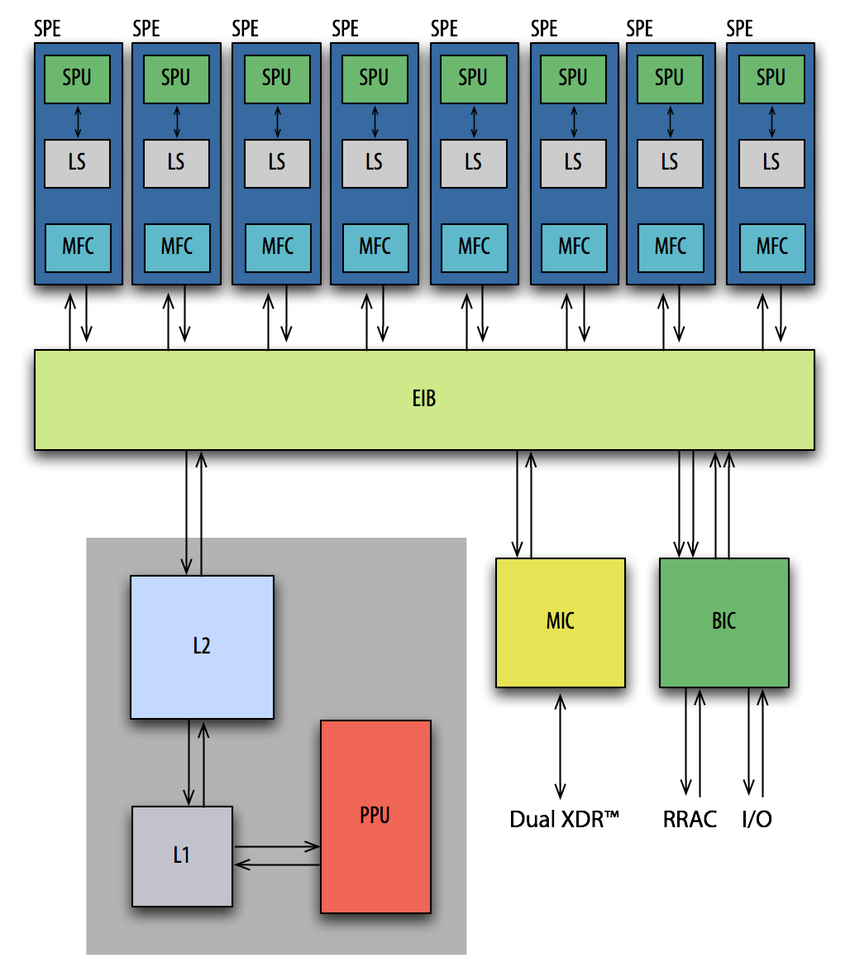 SPE SPE SPE SPE SPE SPE SPE SPE
SPU SPU SPU SPU SPU SPU SPU SPU
LS LS LS LS LS LS LS LS
MFC MFC MFC MFC MFC MFC MFC MFC
EIB
L2
MIC
BIC
PPU
L1
Dual XDR™
RRAC
I/O